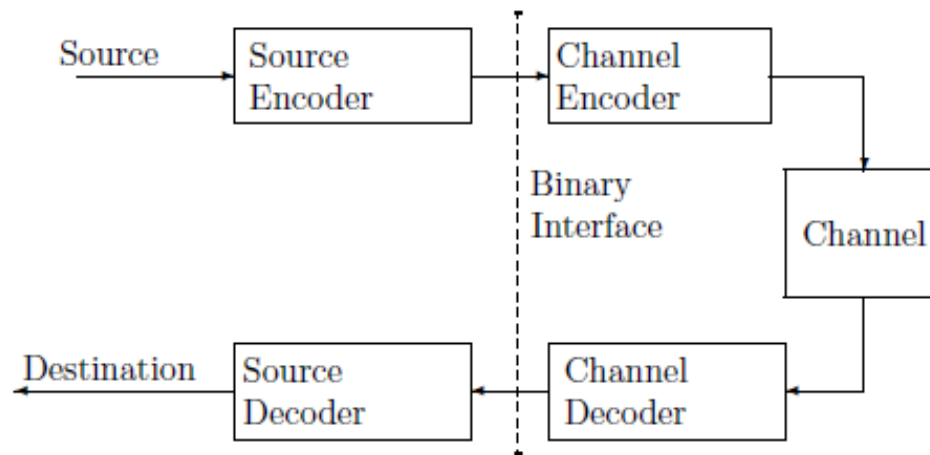 Source
Source
Encoder
Channel
Encoder
Binary
Interface
Channel
Destination
Source
Decoder
Channel
Decoder